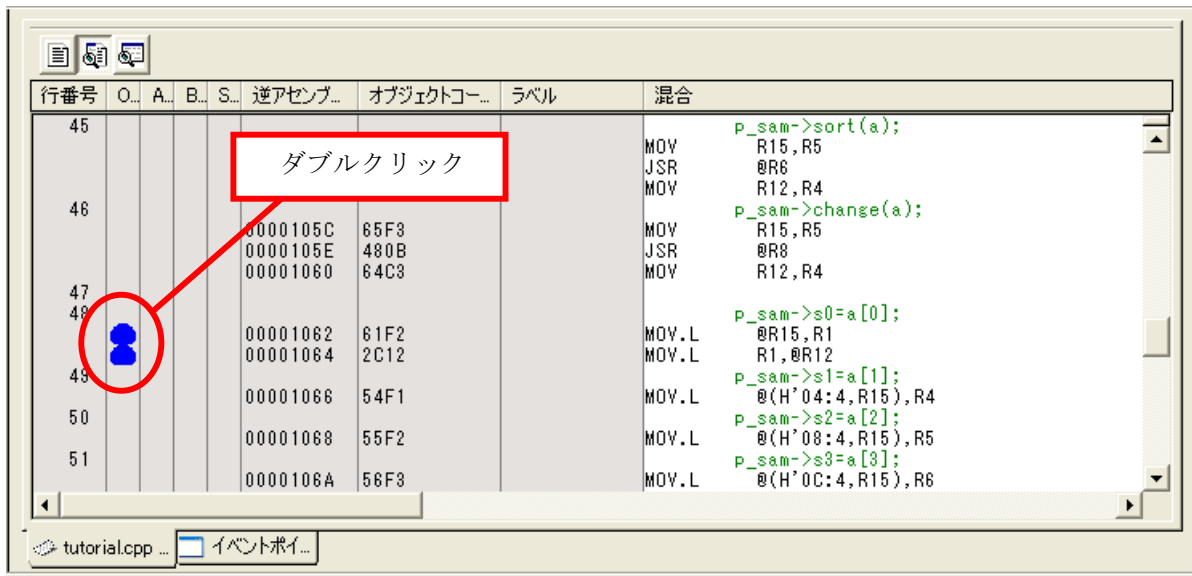 行番号 O... A... B... S... 逆アセンブ... オブジェクトコー... ラベル 混合
45 p_sam->sort(a);
MOV R15,R5
ダブルクリック
JSR @R6
MOV R12,R4
46 p_sam->change(a);
0000105C 65F3 MOV R15,R5
0000105E 480B JSR @R8
00001060 64C3 MOV R12,R4
47
48 p_sam->s0=a[0];
00001062 61F2 MOV.L @R15,R1
00001064 2C12 MOV.L R1,@R12
49 p_sam->s1=a[1];
00001066 54F1 MOV.L @(H'04:4,R15),R4
50 p_sam->s2=a[2];
00001068 55F2 MOV.L @(H'08:4,R15),R5
51 p_sam->s3=a[3];
0000106A 56F3 MOV.L @(H'0C:4,R15),R6
tutorial.cpp ... イベントポイ...